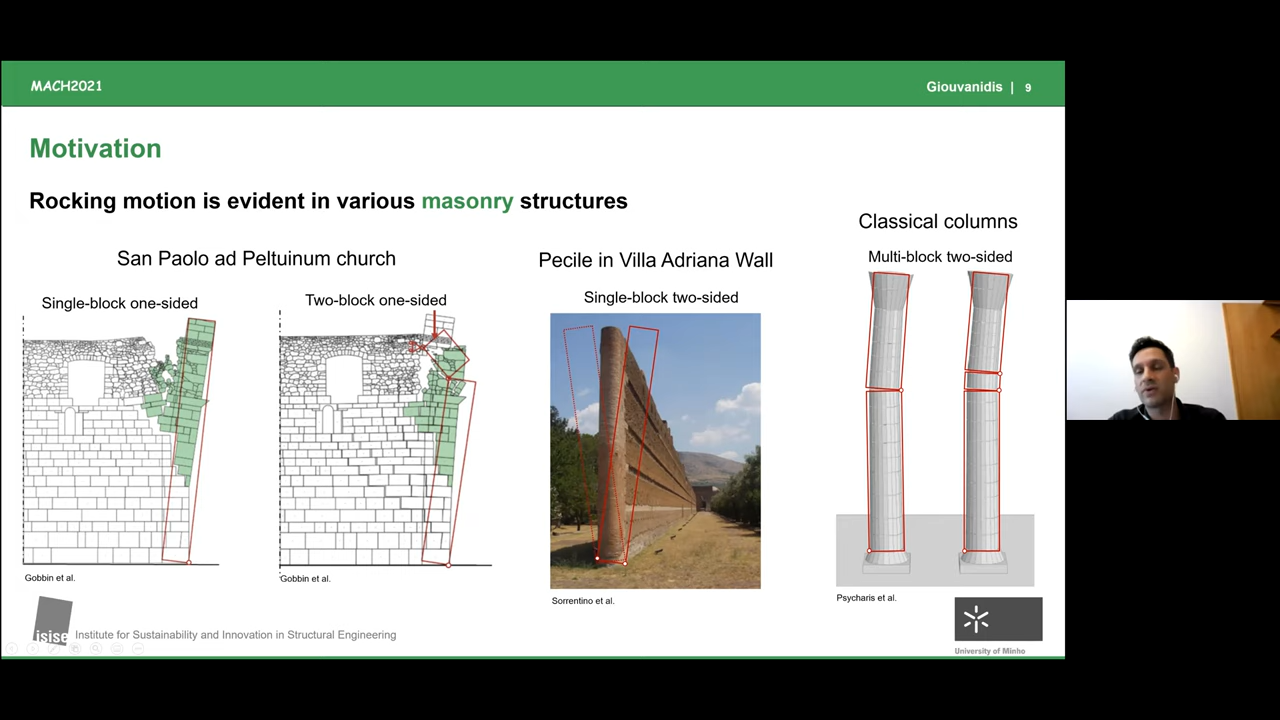 MACH2021
Giouvanidis | 9
Motivation
Rocking motion is evident in various masonry structures
San Paolo ad Peltuinum church
Single-block one-sided
Two-block one-sided
Gobbin et al.
Gobbin et al.
Pecile in Villa Adriana Wall
Single-block two-sided
Sorrentino et al.
Classical columns
Multi-block two-sided
Psycharis et al.
isise
Institute for Sustainability and Innovation in Structural Engineering
University of Minho